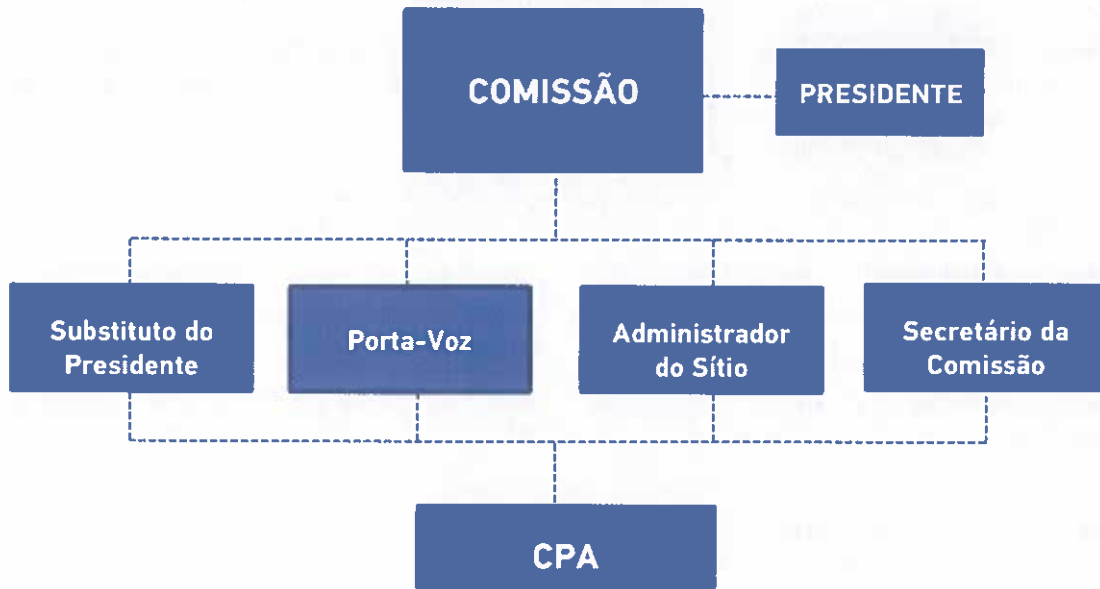 COMISSÃO
PRESIDENTE
Substituto do
Presidente
Porta-Voz
Administrador
do Sítio
Secretário da
Comissão
CPA